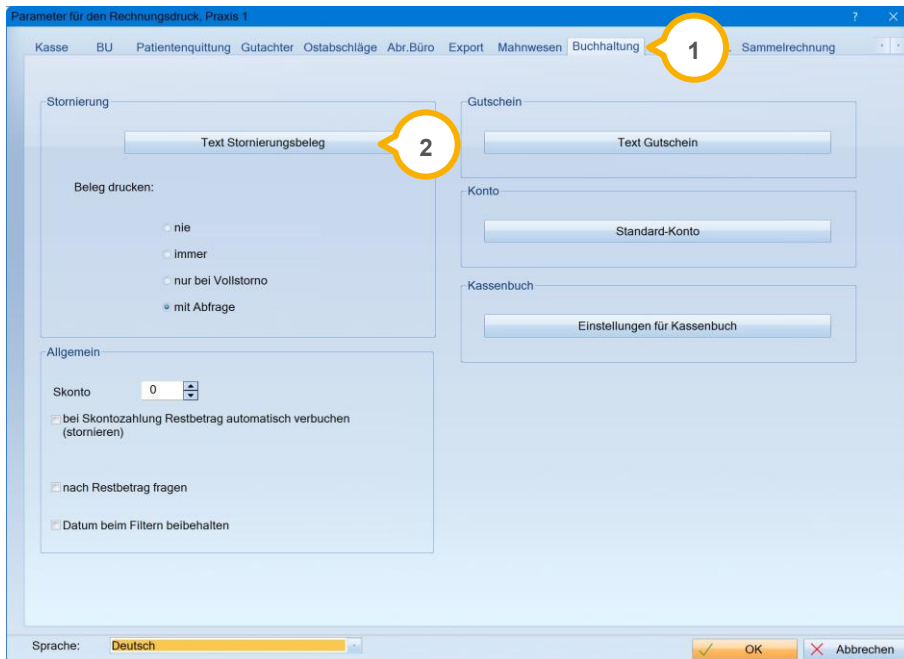 Parameter für den Rechnungsdruck, Praxis 1
Kasse BU Patientenquittung Gutachter Ostabschläge Abr.Büro Export Mahnwesen Buchhaltung Sammelrechnung
1
Stornierung
Text Stornierungsbeleg
2
Beleg drucken:
nie
immer
nur bei Vollstorno
mit Abfrage
Allgemein
Skonto 0
bei Skontozahlung Restbetrag automatisch verbuchen
(stornieren)
nach Restbetrag fragen
Datum beim Filtern beibehalten
Gutschein
Text Gutschein
Konto
Standard-Konto
Kassenbuch
Einstellungen für Kassenbuch
Sprache: Deutsch
OK Abbrechen